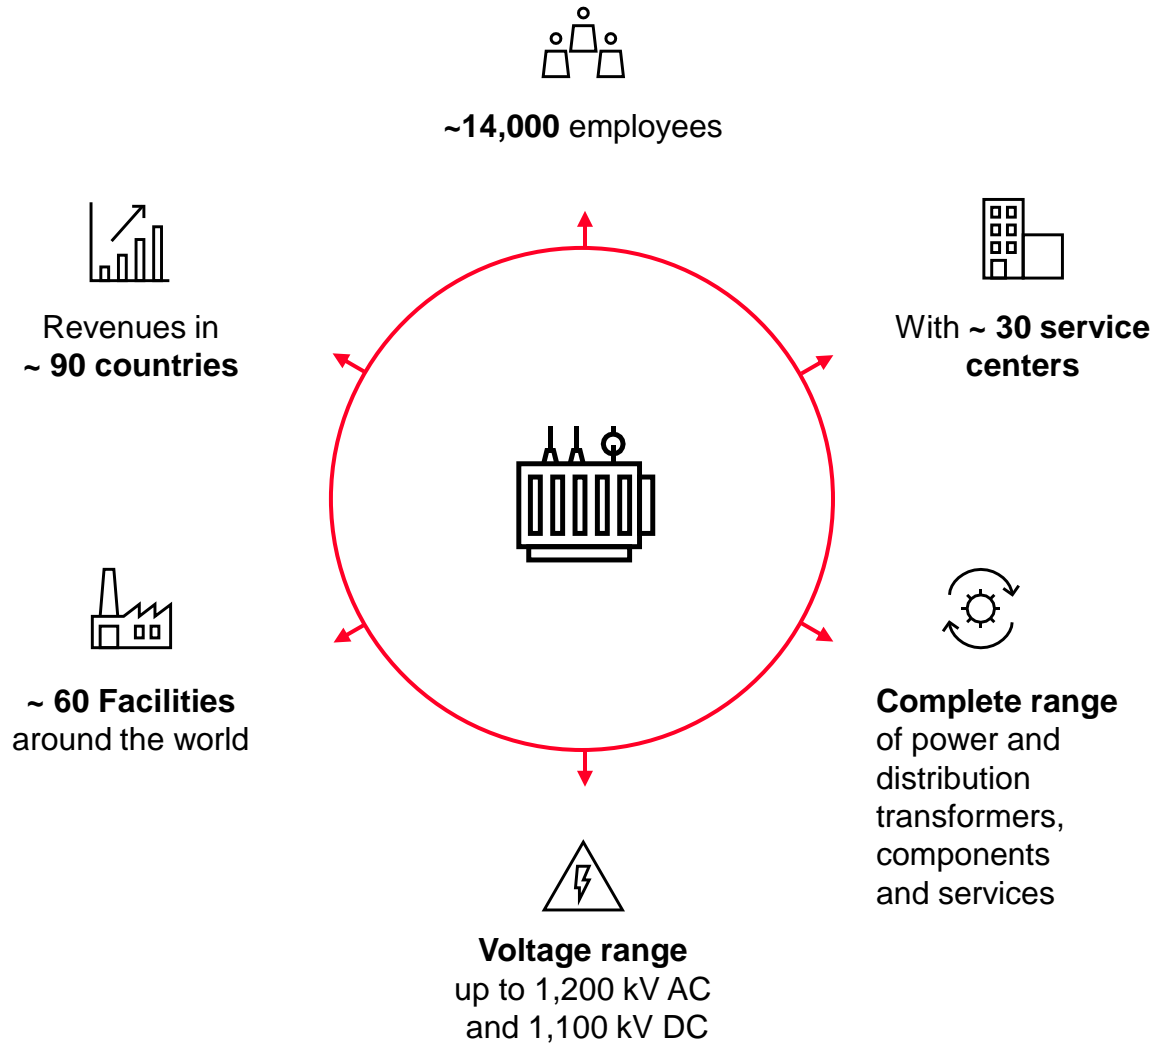 ~14,000 employees
Revenues in
~ 90 countries
With ~ 30 service
centers
~ 60 Facilities
around the world
Complete range
of power and
distribution
transformers,
components
and services
Voltage range
up to 1,200 kV AC
and 1,100 kV DC